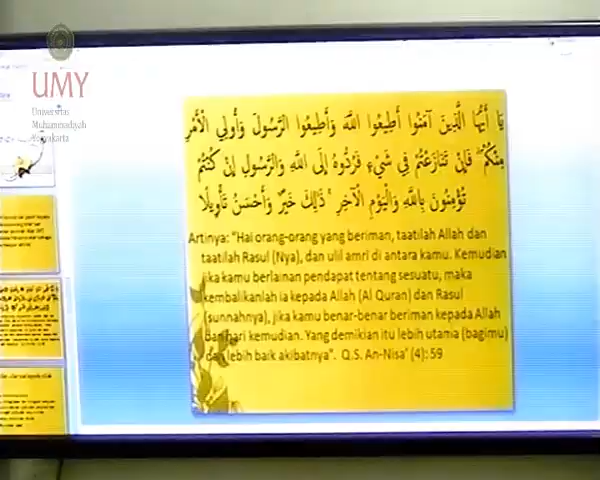 UMY
Universitas
Muhammadiyah
Yogyakarta
يَا أَيُّهَا الَّذِينَ آمَنُوا أَطِيعُوا اللَّهَ وَأَطِيعُوا الرَّسُولَ وَأُولِي الْأَمْرِ
مِنْكُمْ ۖ فَإِنْ تَنَازَعْتُمْ فِي شَيْءٍ فَرُدُّوهُ إِلَى اللَّهِ وَالرَّسُولِ إِنْ كُنْتُمْ
تُؤْمِنُونَ بِاللَّهِ وَالْيَوْمِ الْآخِرِ ۚ ذَٰلِكَ خَيْرٌ وَأَحْسَنُ تَأْوِيلًا
Artinya: “Hai orang-orang yang beriman, taatilah Allah dan
taatilah Rasul (Nya), dan ulil amri di antara kamu. Kemudian
jika kamu berlainan pendapat tentang sesuatu, maka
kembalikanlah ia kepada Allah (Al Quran) dan Rasul
(sunnahnya), jika kamu benar-benar beriman kepada Allah
dan hari kemudian. Yang demikian itu lebih utama (bagimu)
dan lebih baik akibatnya”. Q.S. An-Nisa' (4): 59